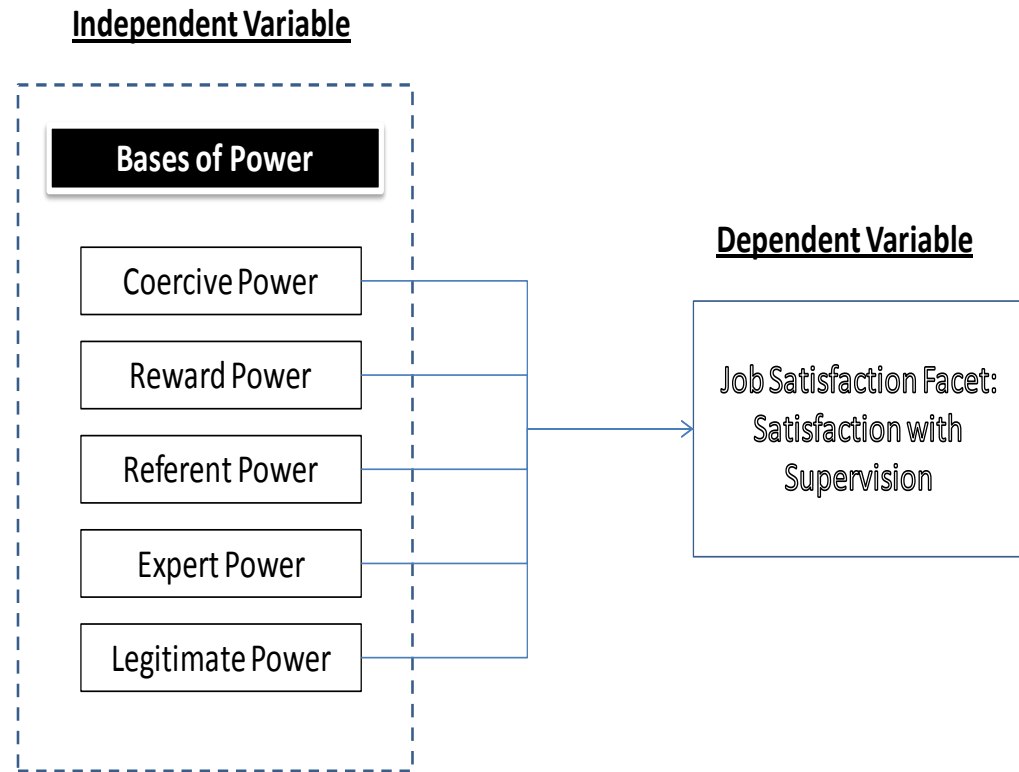 Independent Variable
Bases of Power
Coercive Power
Reward Power
Referent Power
Expert Power
Legitimate Power
Dependent Variable
Job Satisfaction Facet:
Satisfaction with
Supervision